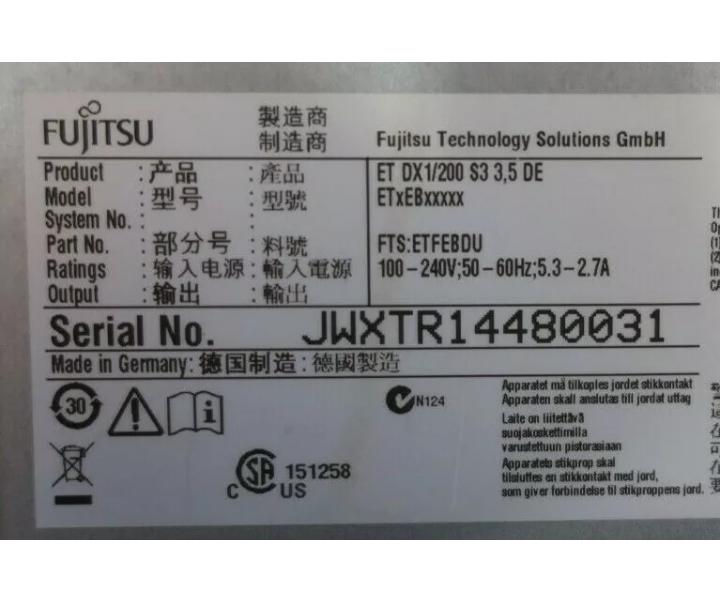 FUJITSU
製造商
制造商
Fujitsu Technology Solutions GmbH
Product : 产品 : 產品 ET DX1/200 S3 3,5 DE
Model : 型号 : 型號 ETxEBxxxxx
System No. : :
Part No. : 部分号 : 料號 FTS:ETFEBDU
Ratings : 输入电源 : 輸入電源 100-240V;50-60Hz;5.3-2.7A
Output : 输出 : 輸出
Serial No. JWXTR14480031
Made in Germany: 德国制造 : 德國製造
30
i
N124
Apparatet må tilkoples jordet stikkontakt
Apparaten skall anslutas till jordat uttag
Laite on liitettävä
suojakoskettimilla
varustettuun pistorasiaan
Apparatets stikprop skal
tilsluttes en stikkontakt med jord,
som giver forbindelse til stikproppens jord.
C SA 151258
C US